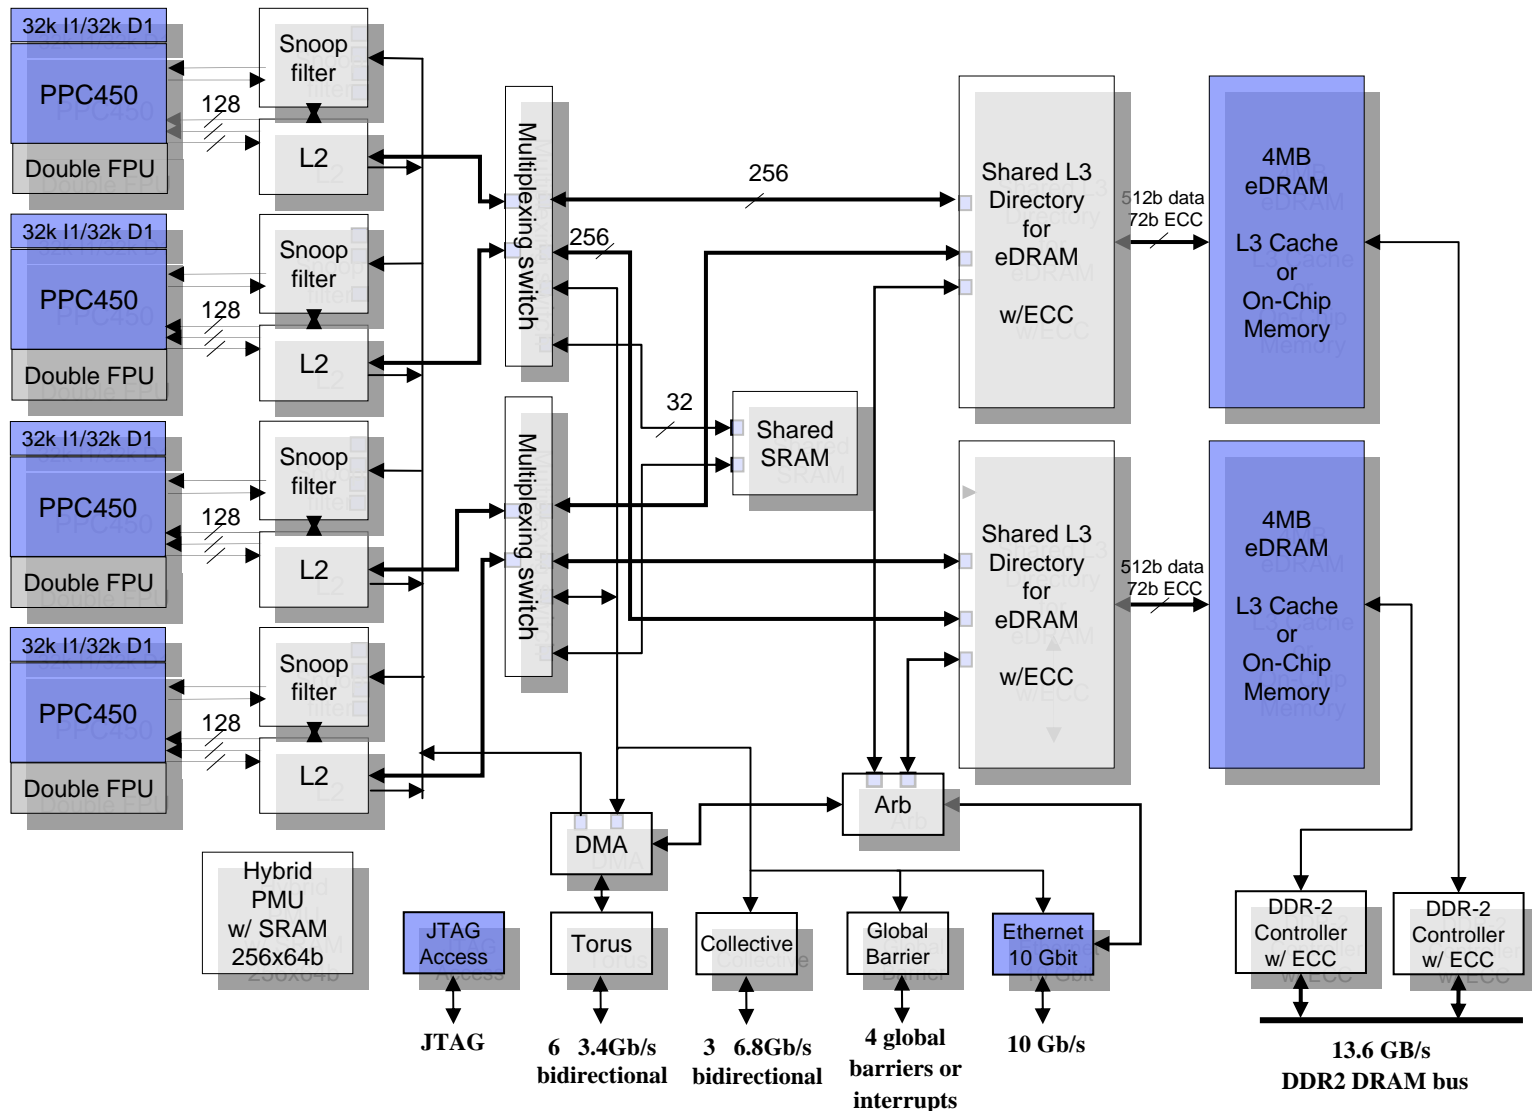 32k I1/32k D1
PPC450
Double FPU
128
Snoop
filter
L2
32k I1/32k D1
PPC450
Double FPU
128
Snoop
filter
L2
32k I1/32k D1
PPC450
Double FPU
128
Snoop
filter
L2
32k I1/32k D1
PPC450
Double FPU
128
Snoop
filter
L2
Multiplexing switch
Multiplexing switch
256
256
32
Shared
SRAM
Shared L3
Directory
for
eDRAM
w/ECC
512b data
72b ECC
4MB
eDRAM
L3 Cache
or
On-Chip
Memory
Shared L3
Directory
for
eDRAM
w/ECC
512b data
72b ECC
4MB
eDRAM
L3 Cache
or
On-Chip
Memory
Hybrid
PMU
w/ SRAM
256x64b
DMA
Arb
JTAG
Access
Torus
Collective
Global
Barrier
Ethernet
10 Gbit
DDR-2
Controller
w/ ECC
DDR-2
Controller
w/ ECC
JTAG
6 3.4Gb/s
bidirectional
3 6.8Gb/s
bidirectional
4 global
barriers or
interrupts
10 Gb/s
13.6 GB/s
DDR2 DRAM bus